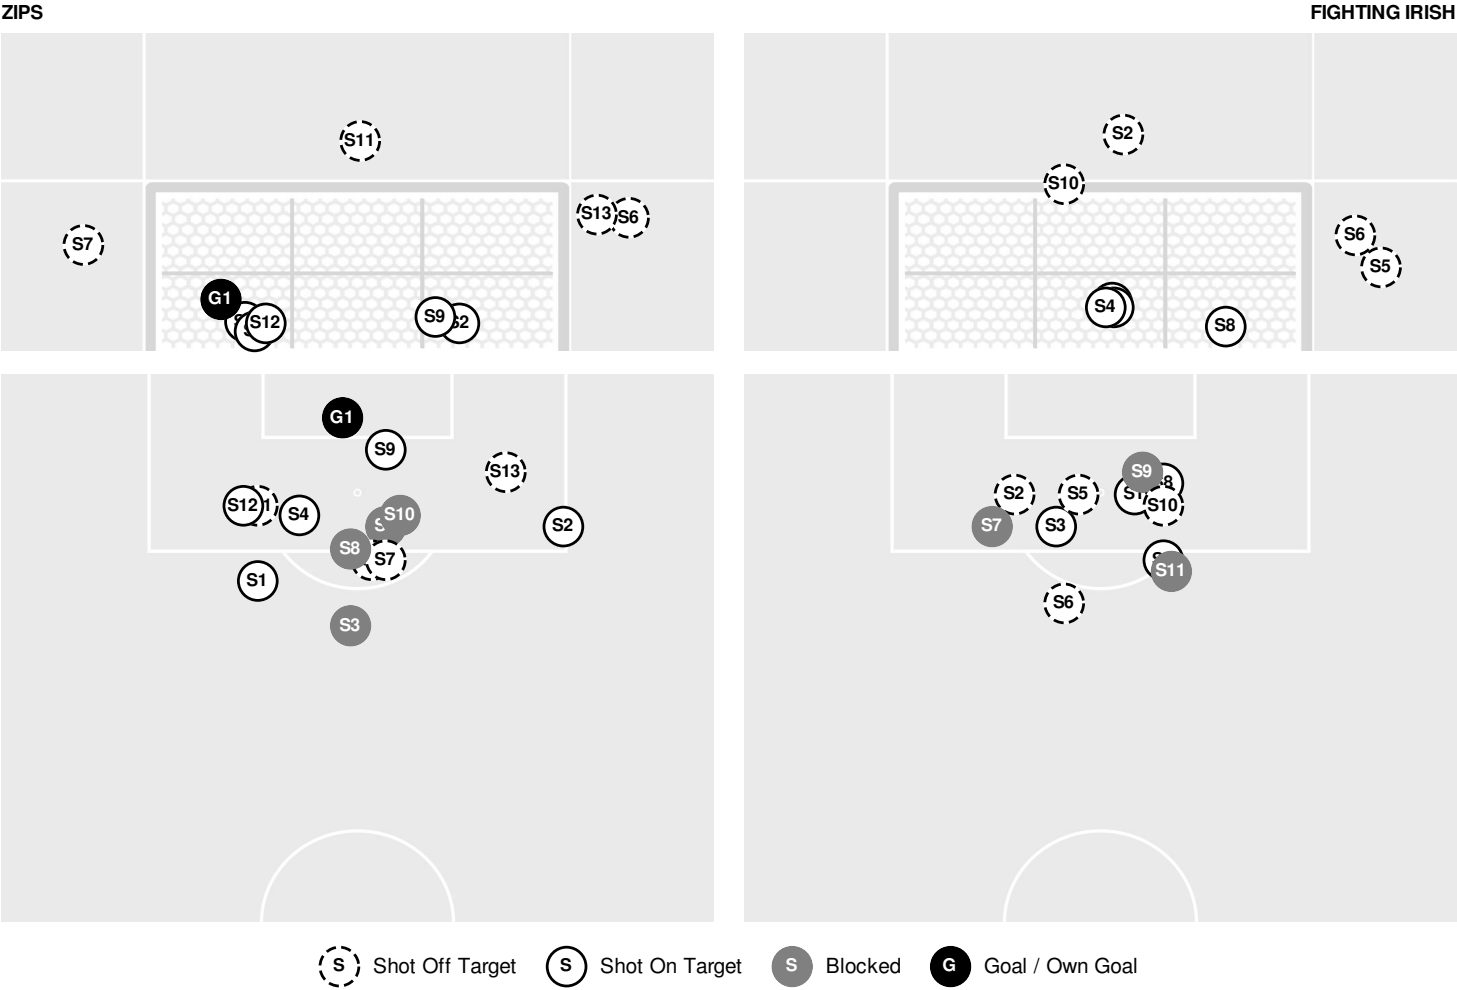 ZIPS
FIGHTING IRISH
S11
S2
S10
S13 S6
S7
S6
S5
G1
S12
S9 S2
S4
S8
G1
S9
S13
S9
S12
S4
S10
S2
S8
S7
S1
S3
S2
S5
S10
S7
S3
S11
S6
S Shot Off Target
S Shot On Target
S Blocked
G Goal / Own Goal